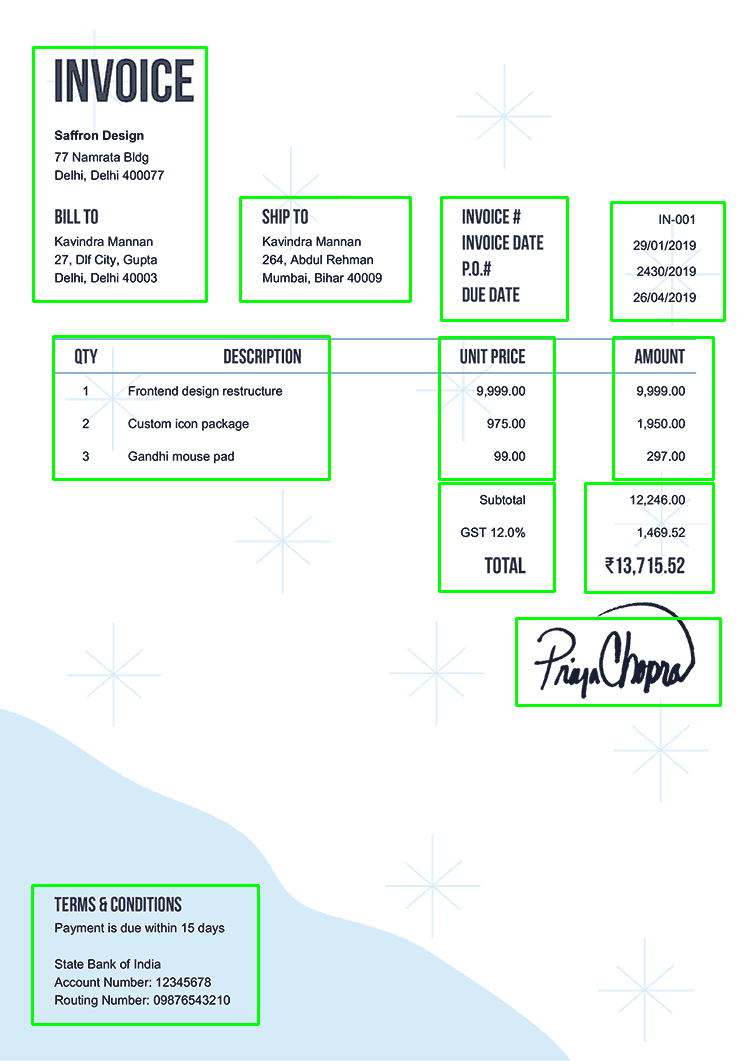 INVOICE
Saffron Design
77 Namrata Bldg
Delhi, Delhi 400077
BILL TO
Kavindra Mannan
27, Dlf City, Gupta
Delhi, Delhi 40003
SHIP TO
Kavindra Mannan
264, Abdul Rehman
Mumbai, Bihar 40009
INVOICE # IN-001
INVOICE DATE 29/01/2019
P.O.# 2430/2019
DUE DATE 26/04/2019
QTY DESCRIPTION UNIT PRICE AMOUNT
1 Frontend design restructure 9,999.00 9,999.00
2 Custom icon package 975.00 1,950.00
3 Gandhi mouse pad 99.00 297.00
Subtotal 12,246.00
GST 12.0% 1,469.52
TOTAL ₹13,715.52
Priya Chopra
TERMS & CONDITIONS
Payment is due within 15 days
State Bank of India
Account Number: 12345678
Routing Number: 09876543210